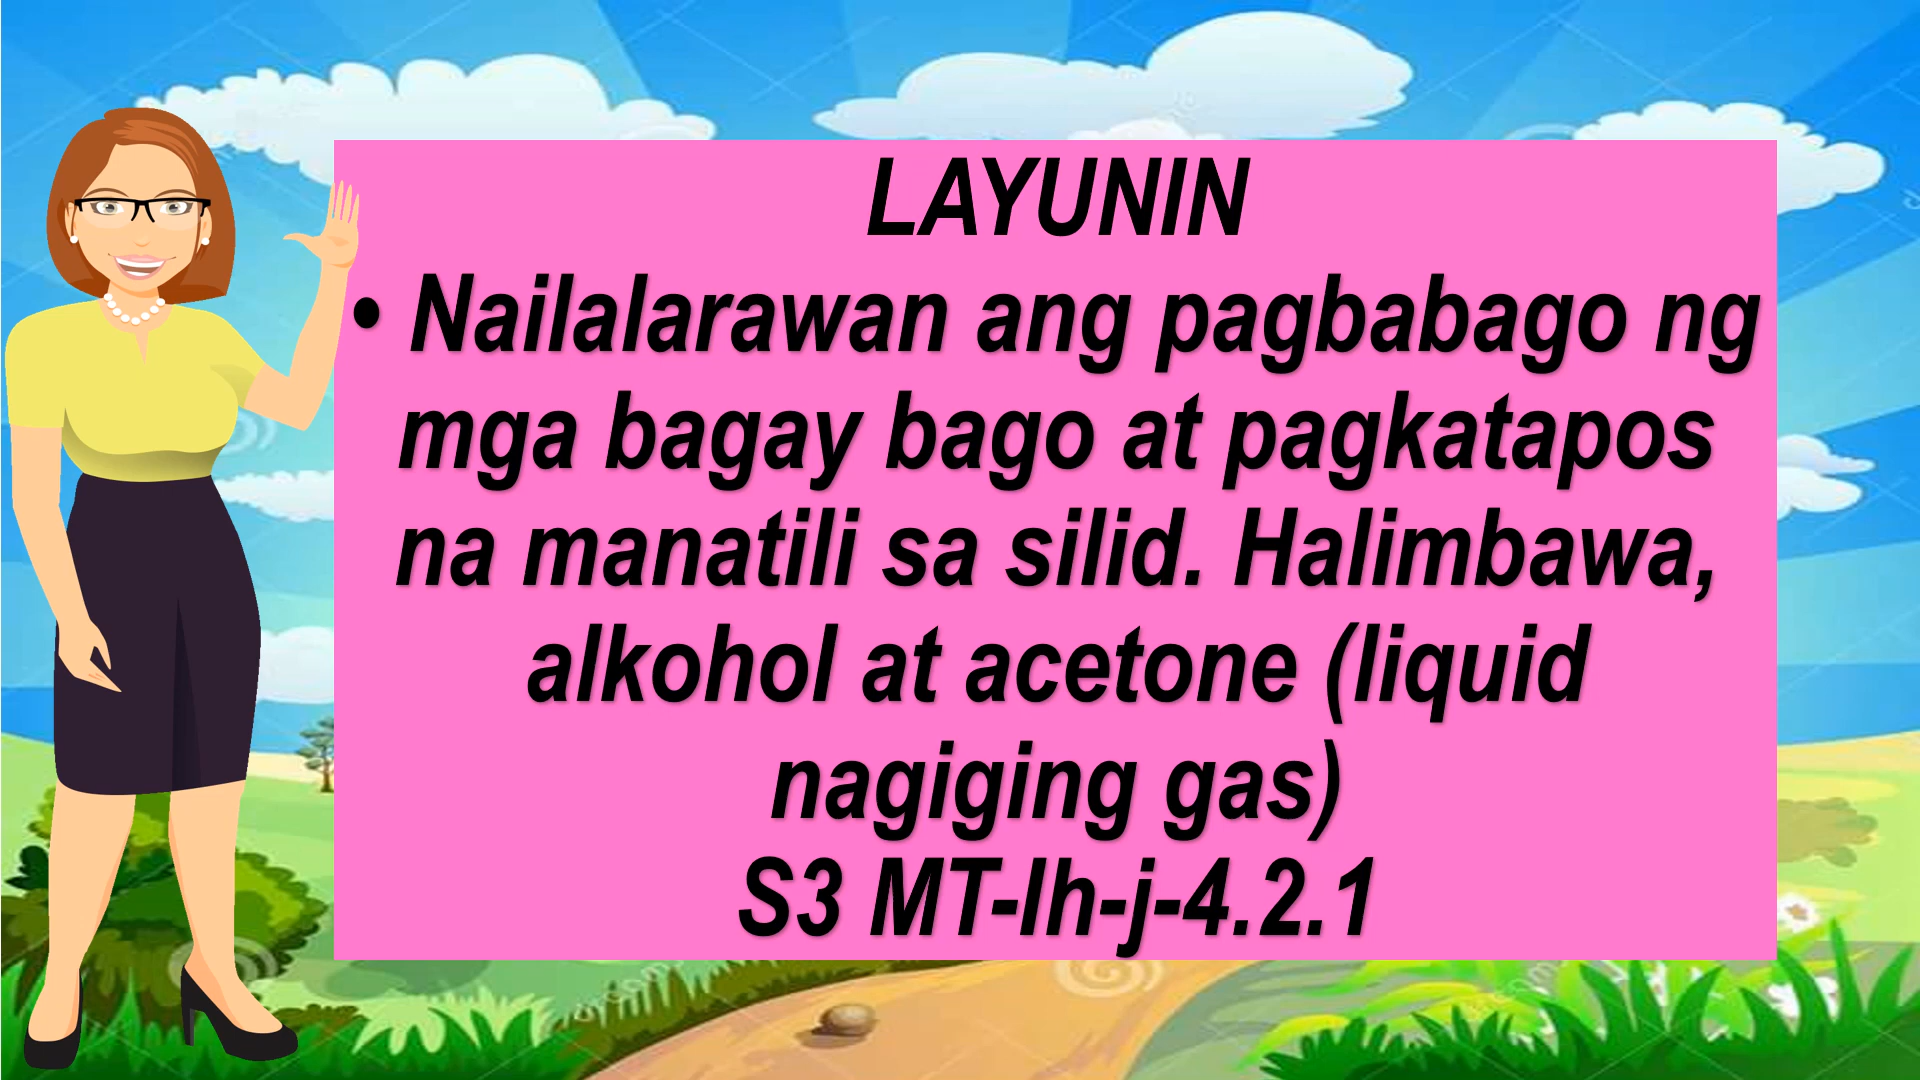 LAYUNIN
• Nailalarawan ang pagbabago ng
mga bagay bago at pagkatapos
na manatili sa silid. Halimbawa,
alkohol at acetone (liquid
nagiging gas)
S3 MT-Ih-j-4.2.1